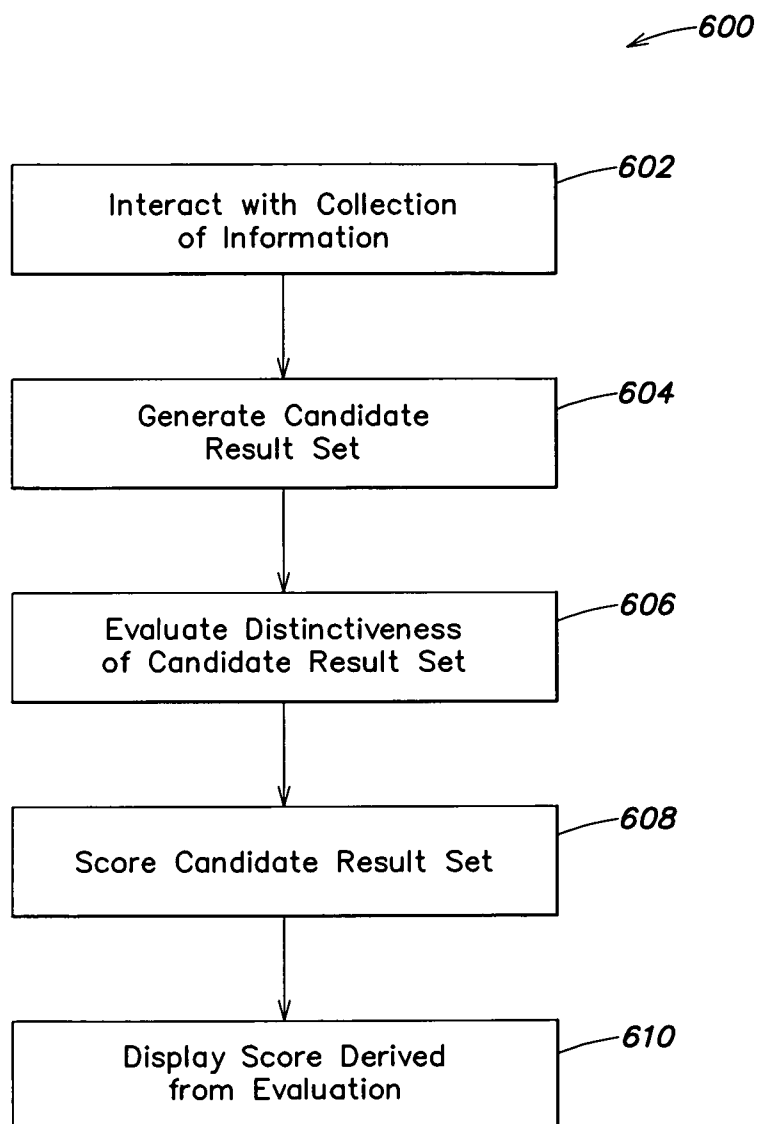 600
602
Interact with Collection
of Information
604
Generate Candidate
Result Set
606
Evaluate Distinctiveness
of Candidate Result Set
608
Score Candidate Result Set
610
Display Score Derived
from Evaluation